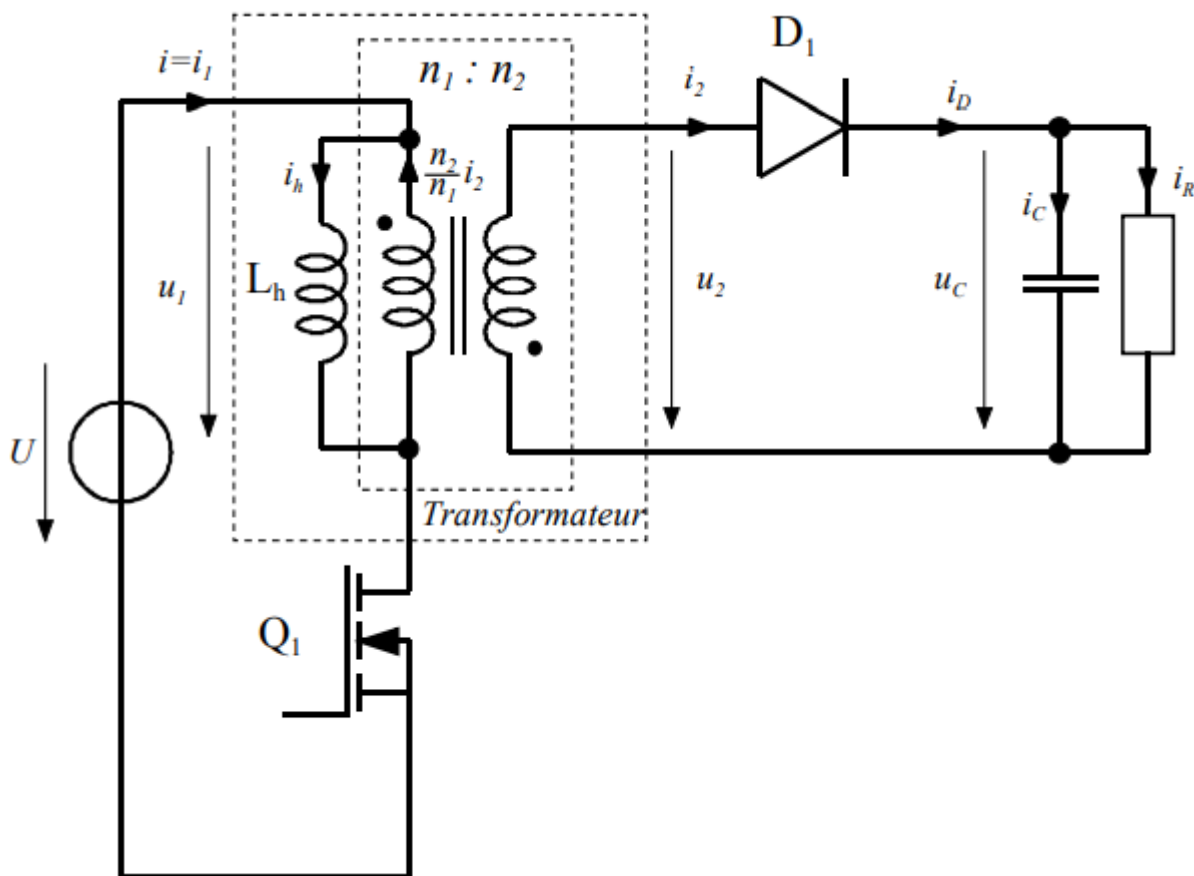 D1
i=i1
n1 : n2
i2
iD
ih
n2/n1 i2
iC
iR
u1
Lh
u2
uC
U
Transformateur
Q1